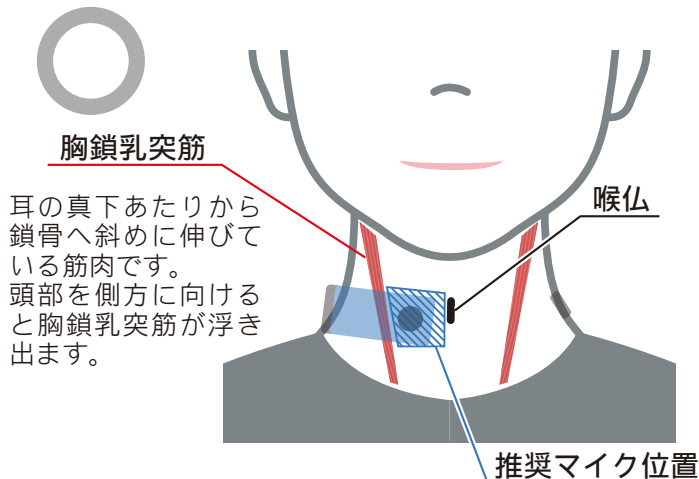 胸鎖乳突筋
耳の真下あたりから
鎖骨へ斜めに伸びて
いる筋肉です。
頭部を側方に向ける
と胸鎖乳突筋が浮き
出ます。
喉仏
推奨マイク位置